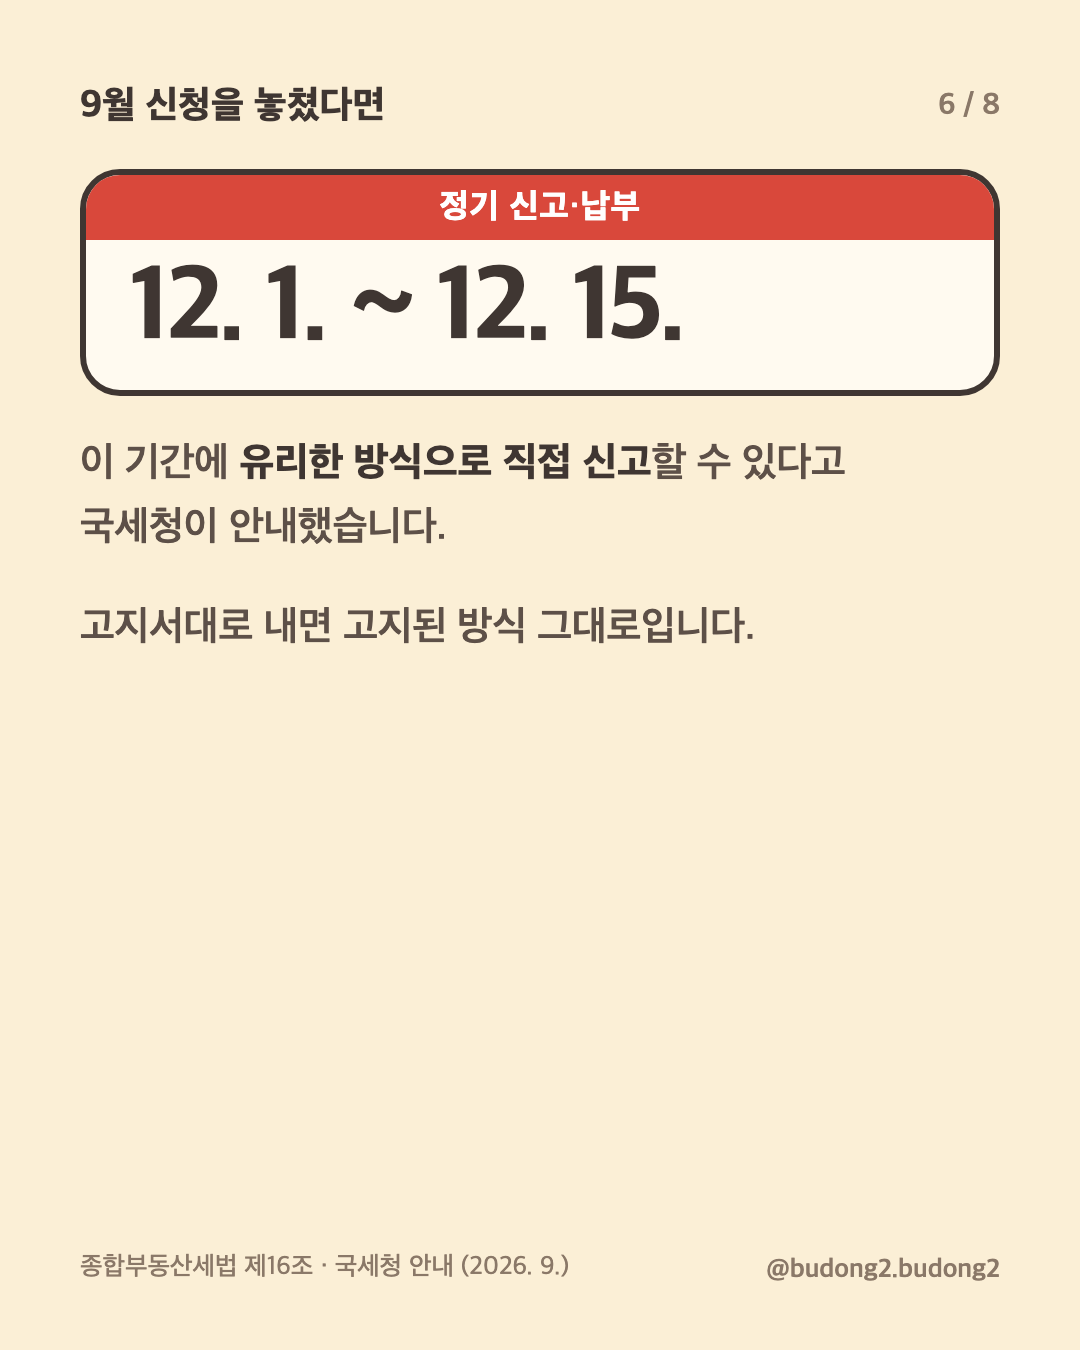 9월 신청을 놓쳤다면
6 / 8
정기 신고·납부
12. 1. ~ 12. 15.
이 기간에 유리한 방식으로 직접 신고할 수 있다고
국세청이 안내했습니다.
고지서대로 내면 고지된 방식 그대로입니다.
종합부동산세법 제16조 · 국세청 안내 (2026. 9.)
@budong2.budong2